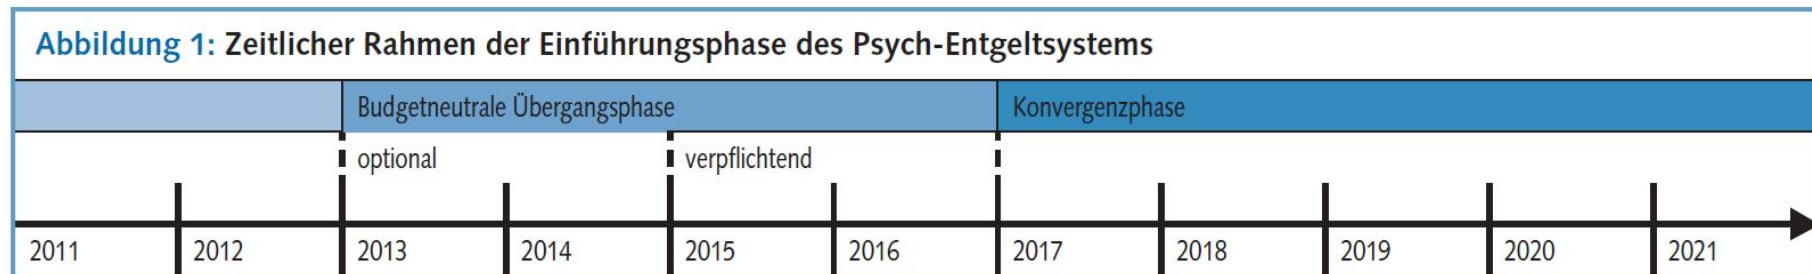 Abbildung 1: Zeitlicher Rahmen der Einführungsphase des Psych-Entgeltsystems
Budgetneutrale Übergangsphase Konvergenzphase
optional verpflichtend
2011 2012 2013 2014 2015 2016 2017 2018 2019 2020 2021